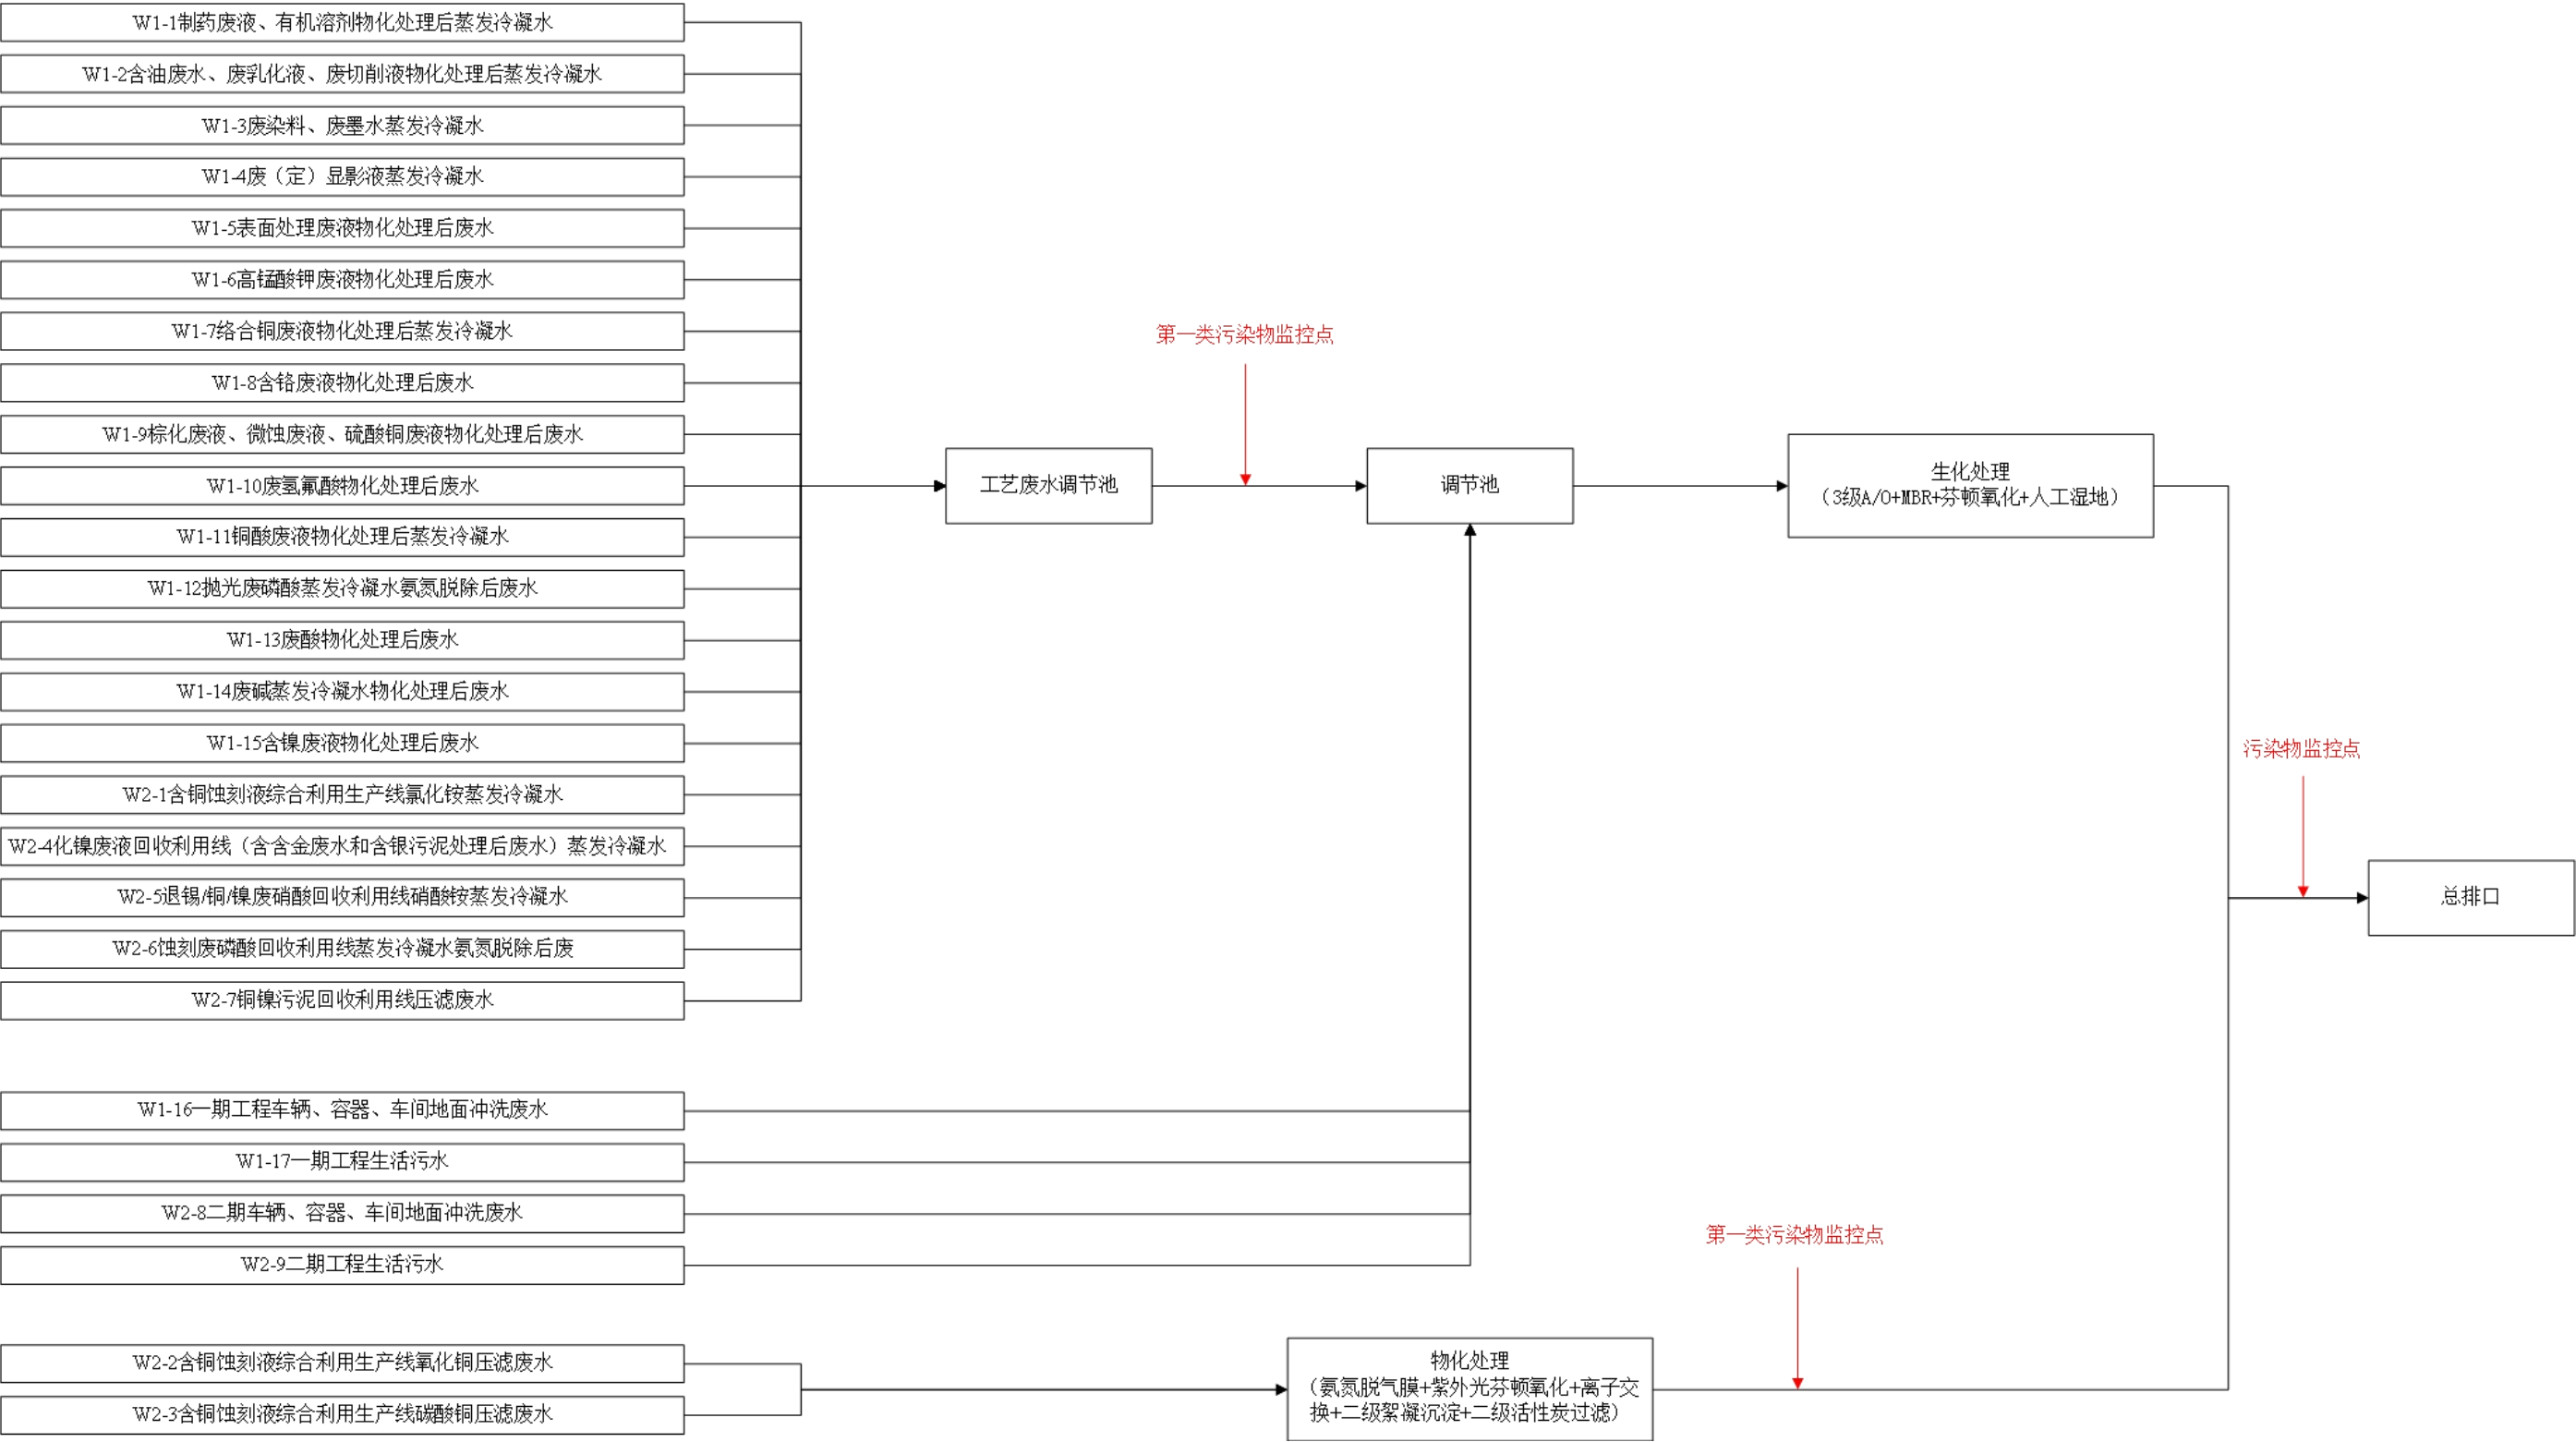 W1-1制药废液、有机溶剂物化处理后蒸发冷凝水
W1-2含油废水、废乳化液、废切削液物化处理后蒸发冷凝水
W1-3废染料、废墨水蒸发冷凝水
W1-4废（定）显影液蒸发冷凝水
W1-5表面处理废液物化处理后废水
W1-6高锰酸钾废液物化处理后废水
W1-7络合铜废液物化处理后蒸发冷凝水
第一类污染物监控点
W1-8含铬废液物化处理后废水
W1-9棕化废液、微蚀废液、硫酸铜废液物化处理后废水
W1-10废氢氟酸物化处理后废水
工艺废水调节池
调节池
生化处理
（3级A/O+MBR+芬顿氧化+人工湿地）
W1-11铜酸废液物化处理后蒸发冷凝水
W1-12抛光废磷酸蒸发冷凝水氨氮脱除后废水
W1-13废酸物化处理后废水
W1-14废碱蒸发冷凝水物化处理后废水
W1-15含镍废液物化处理后废水
污染物监控点
W2-1含铜蚀刻液综合利用生产线氯化铵蒸发冷凝水
W2-4化镍废液回收利用线（含含金废水和含银污泥处理后废水）蒸发冷凝水
W2-5退锡/铜/镍废硝酸回收利用线硝酸铵蒸发冷凝水
总排口
W2-6蚀刻废磷酸回收利用线蒸发冷凝水氨氮脱除后废
W2-7铜镍污泥回收利用线压滤废水
W1-16一期工程车辆、容器、车间地面冲洗废水
W1-17一期工程生活污水
W2-8二期车辆、容器、车间地面冲洗废水
第一类污染物监控点
W2-9二期工程生活污水
W2-2含铜蚀刻液综合利用生产线氧化铜压滤废水
W2-3含铜蚀刻液综合利用生产线碳酸铜压滤废水
物化处理
（氨氮脱气膜+紫外光芬顿氧化+离子交
换+二级絮凝沉淀+二级活性炭过滤）